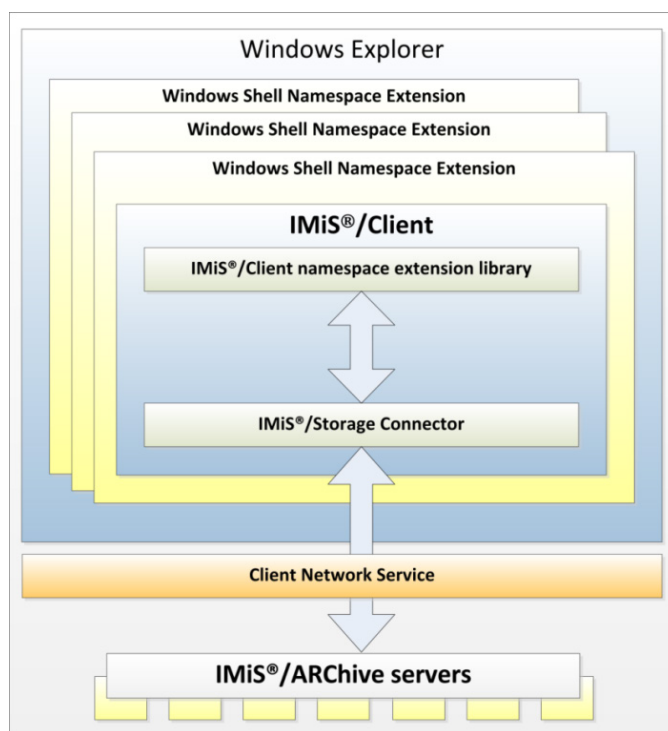 Windows Explorer
Windows Shell Namespace Extension
Windows Shell Namespace Extension
Windows Shell Namespace Extension
IMiS®/Client
IMiS®/Client namespace extension library
IMiS®/Storage Connector
Client Network Service
IMiS®/ARChive servers